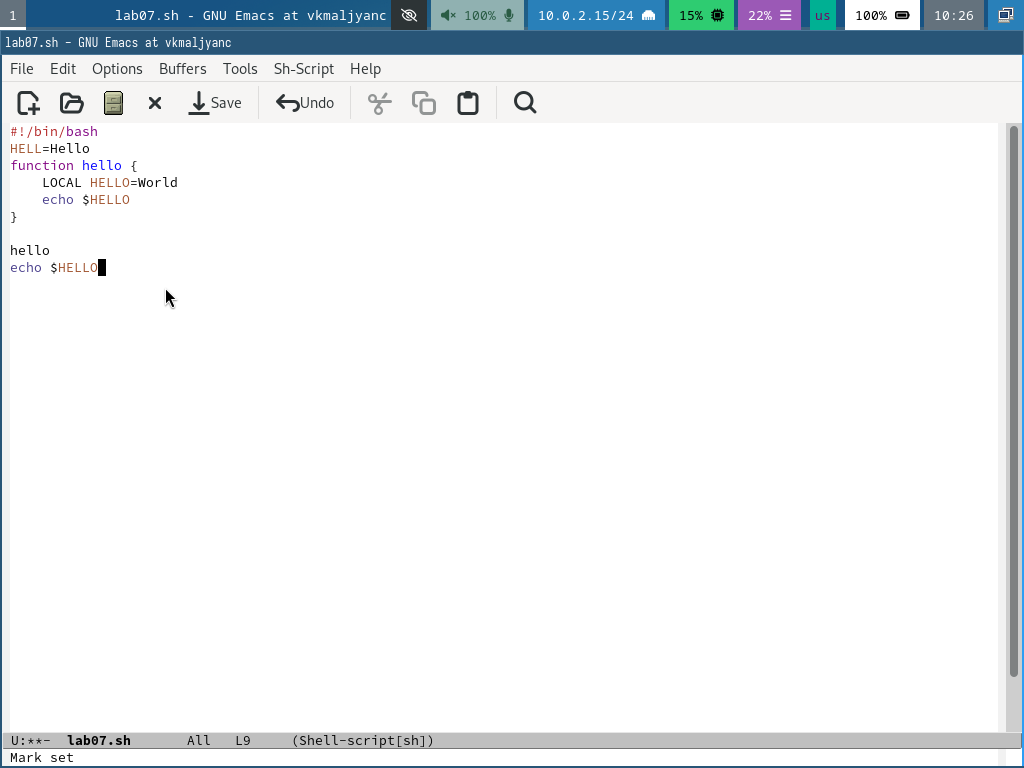 1 lab07.sh - GNU Emacs at vkmaljyanc 100% 10.0.2.15/24 15% 22% us 100% 10:26
lab07.sh - GNU Emacs at vkmaljyanc
File Edit Options Buffers Tools Sh-Script Help
Save Undo
#!/bin/bash
HELL=Hello
function hello {
    LOCAL HELLO=World
    echo $HELLO
}
hello
echo $HELLO
U:**- lab07.sh All L9 (Shell-script[sh])
Mark set